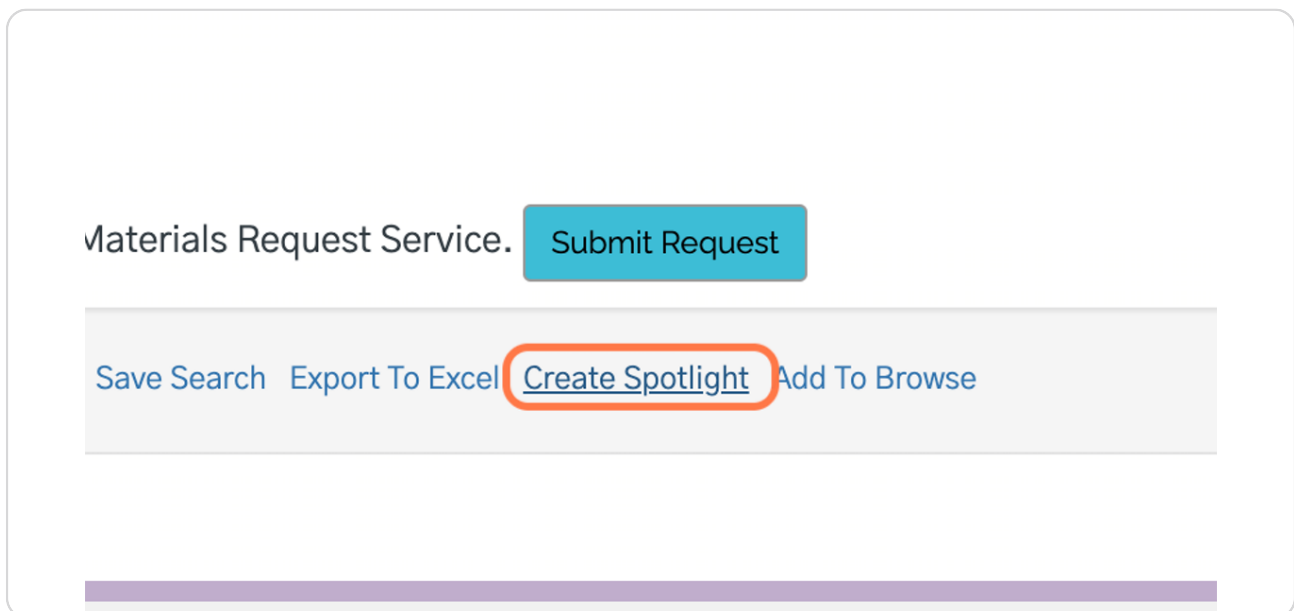 Materials Request Service. Submit Request
Save Search Export To Excel Create Spotlight Add To Browse